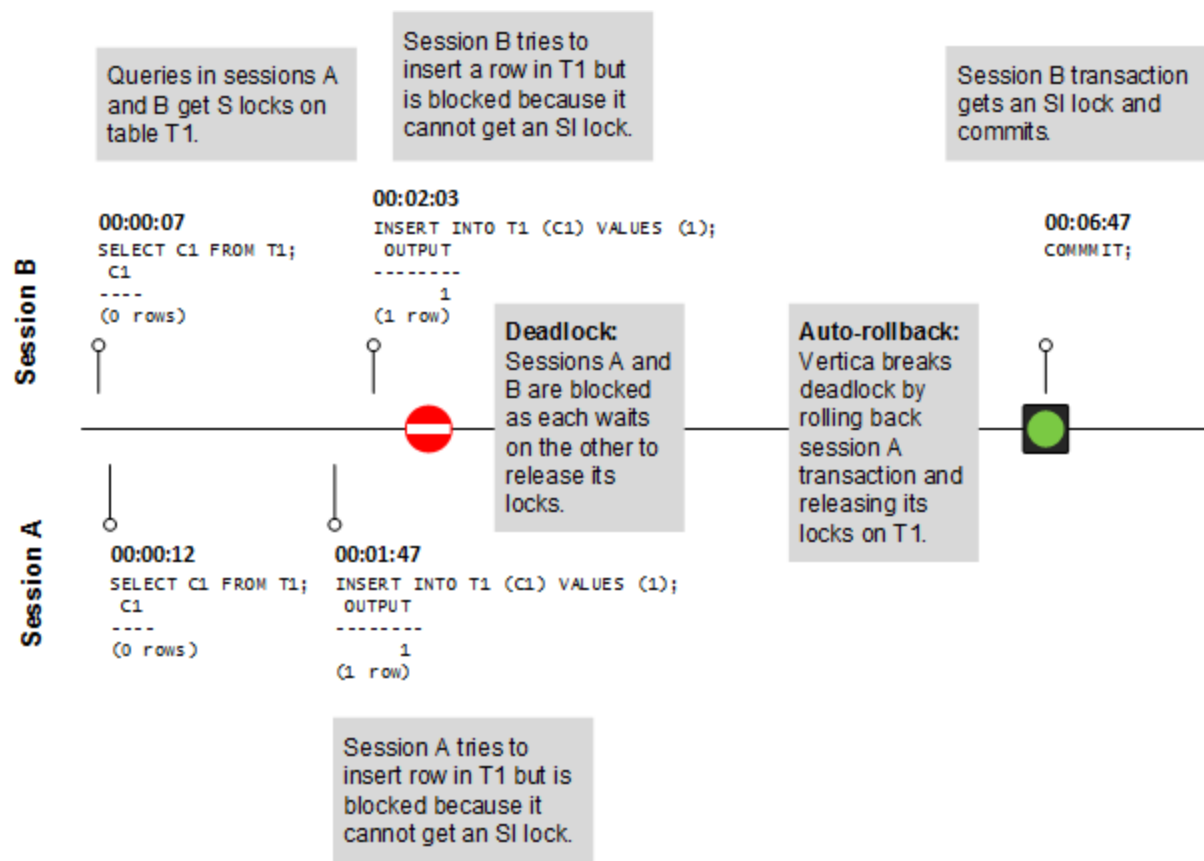 Queries in sessions A
and B get S locks on
table T1.
Session B tries to
insert a row in T1 but
is blocked because it
cannot get an SI lock.
Session B transaction
gets an SI lock and
commits.
Session B
00:00:07
SELECT C1 FROM T1;
C1
----
(0 rows)
00:02:03
INSERT INTO T1 (C1) VALUES (1);
OUTPUT
--------
1
(1 row)
00:06:47
COMMMIT;
Deadlock:
Sessions A and
B are blocked
as each waits
on the other to
release its
locks.
Auto-rollback:
Vertica breaks
deadlock by
rolling back
session A
transaction and
releasing its
locks on T1.
Session A
00:00:12
SELECT C1 FROM T1;
C1
----
(0 rows)
00:01:47
INSERT INTO T1 (C1) VALUES (1);
OUTPUT
--------
1
(1 row)
Session A tries to
insert row in T1 but is
blocked because it
cannot get an SI lock.